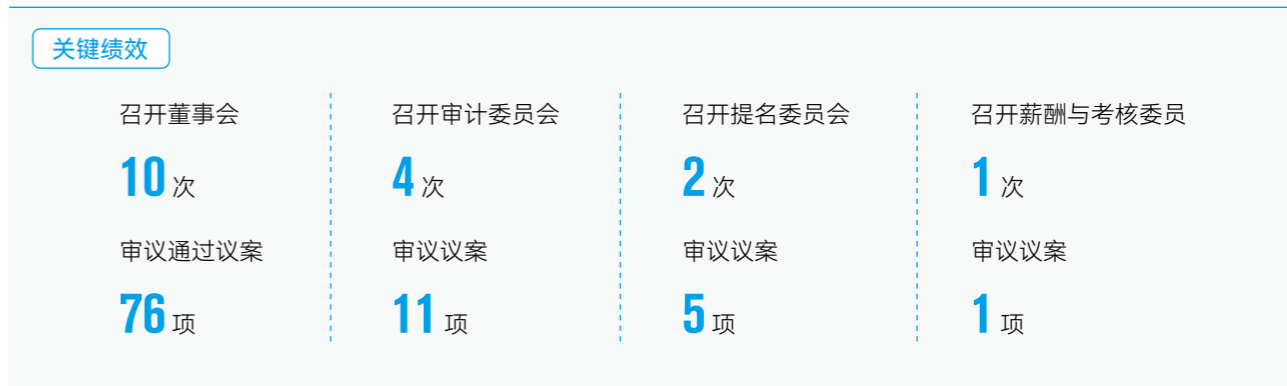 关键绩效
召开董事会
10 次
审议通过议案
76 项
召开审计委员会
4 次
审议议案
11 项
召开提名委员会
2 次
审议议案
5 项
召开薪酬与考核委员
1 次
审议议案
1 项